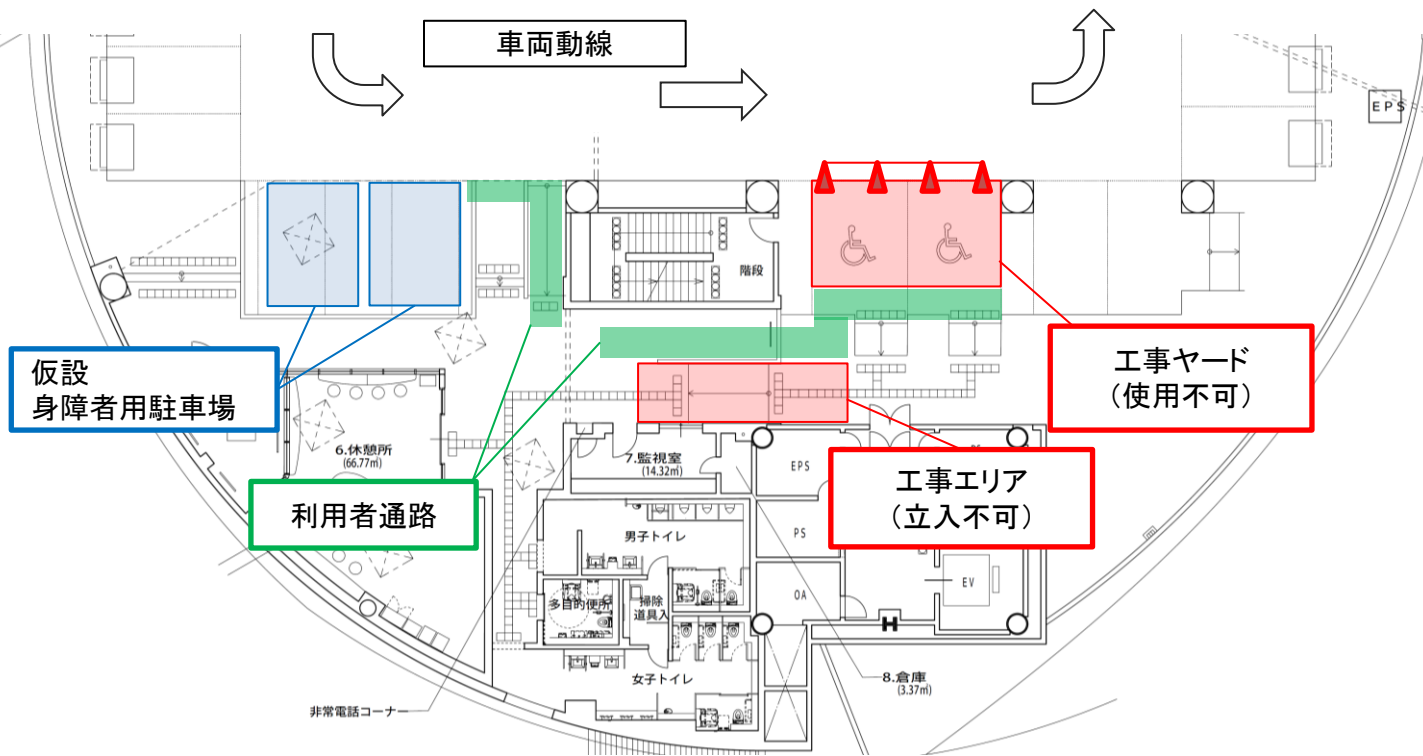 車両動線
EPS
階段
仮設
身障者用駐車場
工事ヤード
(使用不可)
6.休憩所
(66.77㎡)
7.監視室
(14.32㎡)
EPS
工事エリア
(立入不可)
利用者通路
男子トイレ
PS
多目的便所
掃除
道具入
OA
EV
女子トイレ
8.倉庫
(3.37㎡)
非常電話コーナー